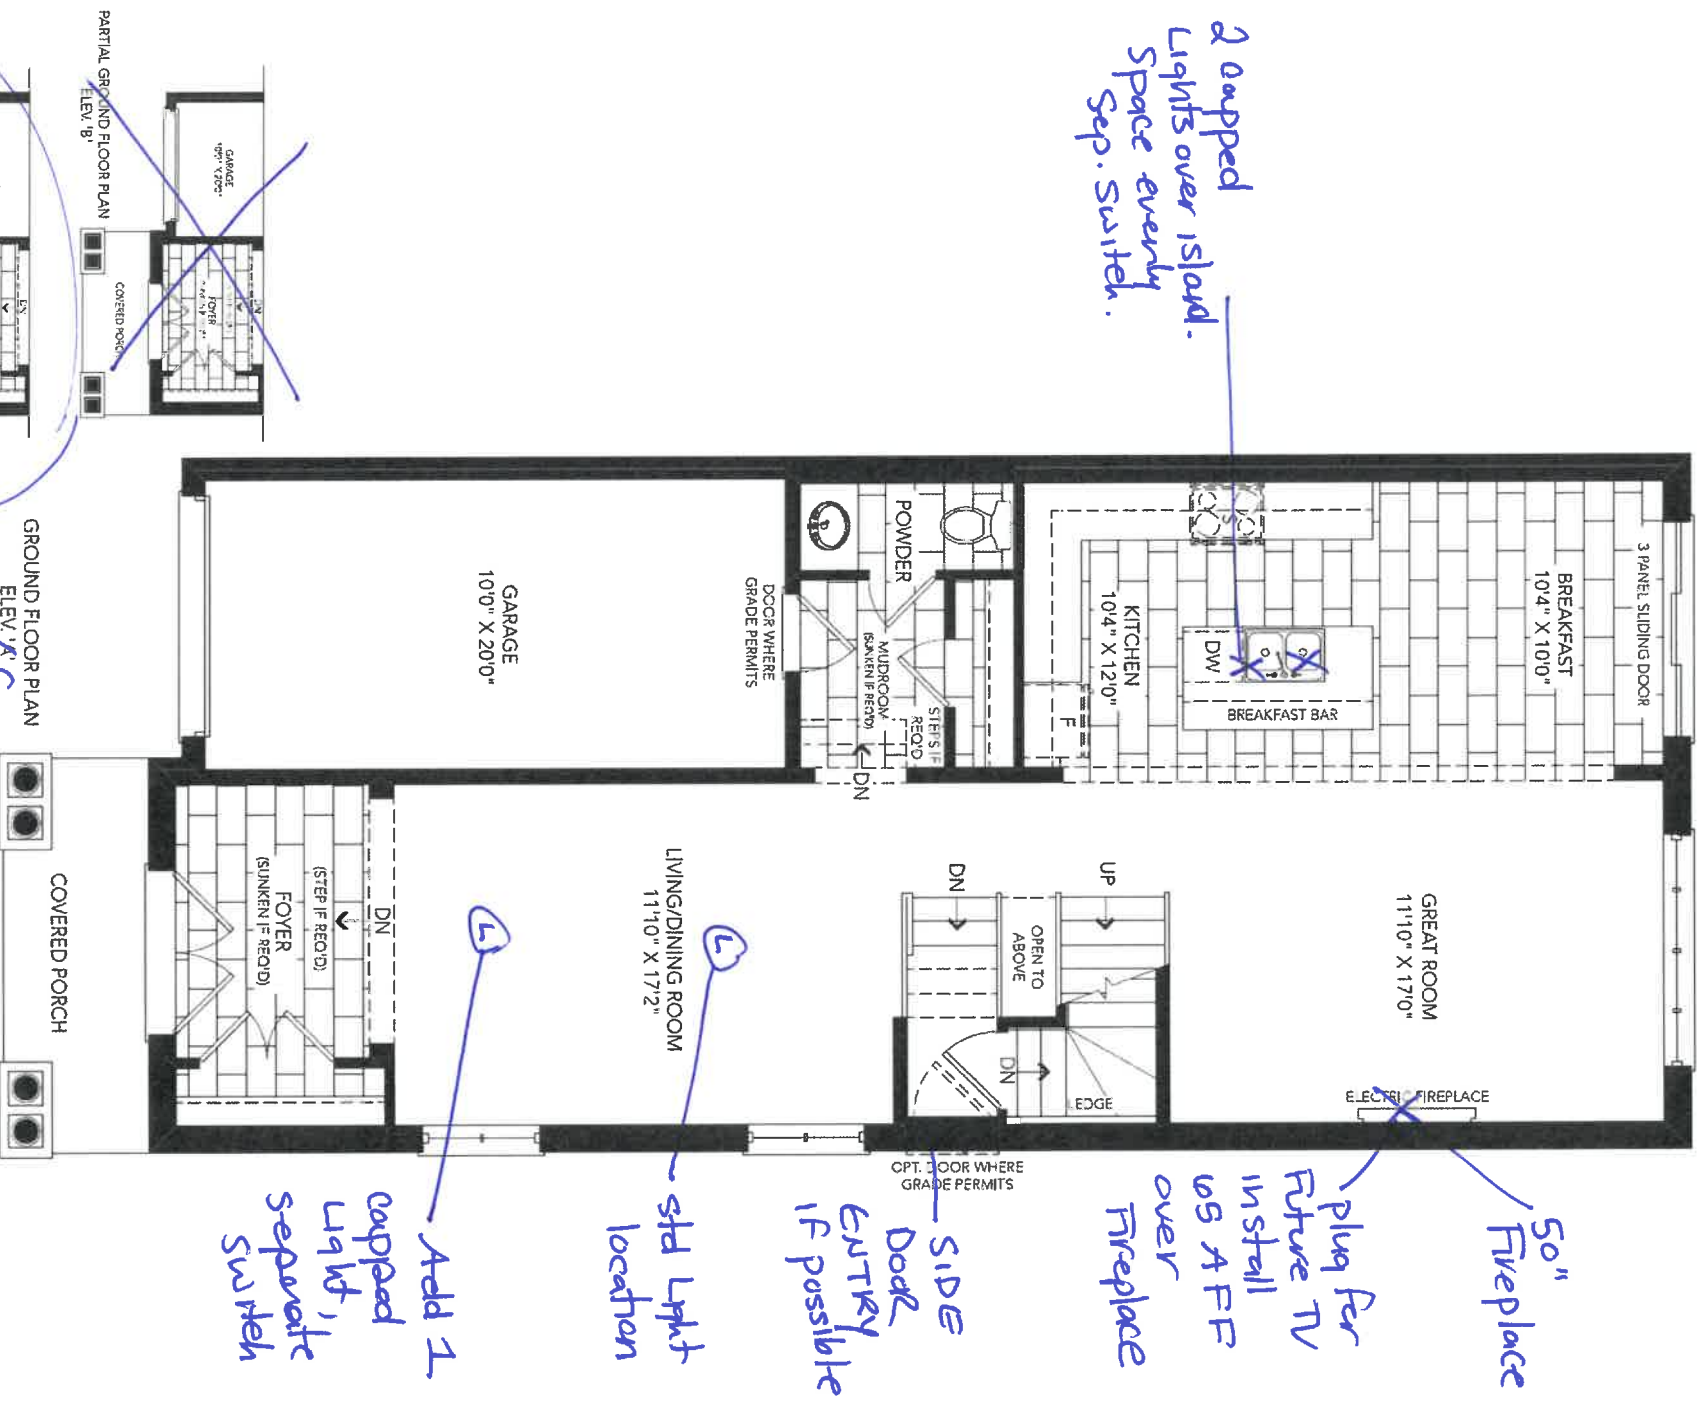 2 capped
Lights over island.
Space evenly
Sep. Switch.
PARTIAL GROUND FLOOR PLAN
ELEV. 'B'
GARAGE
FOYER
DN
COVERED PORCH
DN
GROUND FLOOR PLAN
ELEV. 'A' C
3 PANEL SLIDING DOOR
BREAKFAST
10'4" X 10'0"
BREAKFAST BAR
DW
KITCHEN
10'4" X 12'0"
F
S
POWDER
MUDROOM
(SUNKEN IF REQ'D)
STEPS IF
REQ'D
DN
DOOR WHERE
GRADE PERMITS
GARAGE
10'0" X 20'0"
GREAT ROOM
11'10" X 17'0"
ELECTRIC FIREPLACE
UP
OPEN TO
ABOVE
DN
DN
LEDGE
LIVING/DINING ROOM
11'10" X 17'2"
L
L
DN
(STEP IF REQ'D)
FOYER
(SUNKEN IF REQ'D)
COVERED PORCH
OPT. DOOR WHERE
GRADE PERMITS
50"
Fireplace
plug for
Future TV
install
65 AFF
over
Fireplace
SIDE
DOOR
ENTRY
IF possible
std Light
location
Add 1
capped
Light,
separate
switch